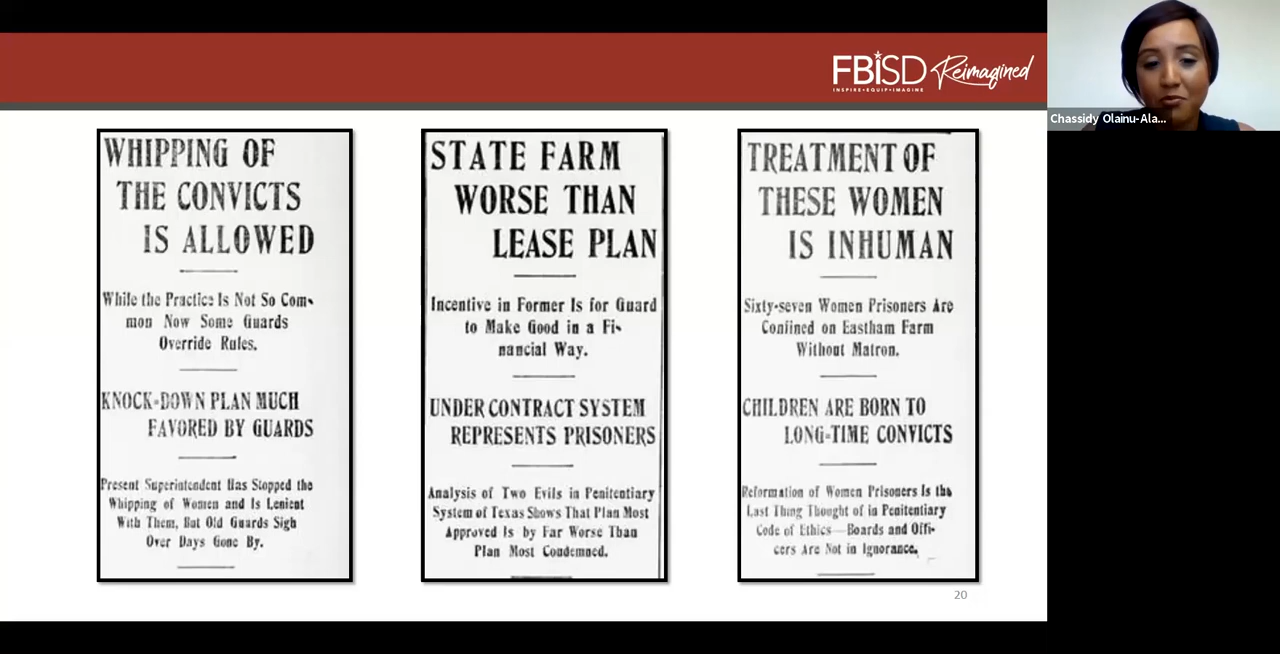 FBISD Reimagined
INSPIRE•EQUIP•IMAGINE
Chassidy Olainu-Ala...
WHIPPING OF
THE CONVICTS
IS ALLOWED
While the Practice Is Not So Com-
mon Now Some Guards
Override Rules.
KNOCK-DOWN PLAN MUCH
FAVORED BY GUARDS
Present Superintendent Has Stopped the
Whipping of Women and Is Lenient
With Them, But Old Guards Sigh
Over Days Gone By.
STATE FARM
WORSE THAN
LEASE PLAN
Incentive in Former Is for Guard
to Make Good in a Fi-
nancial Way.
UNDER CONTRACT SYSTEM
REPRESENTS PRISONERS
Analysis of Two Evils in Penitentiary
System of Texas Shows That Plan Most
Approved Is by Far Worse Than
Plan Most Condemned.
TREATMENT OF
THESE WOMEN
IS INHUMAN
Sixty-seven Women Prisoners Are
Confined on Eastham Farm
Without Matron.
CHILDREN ARE BORN TO
LONG-TIME CONVICTS
Reformation of Women Prisoners Is the
Last Thing Thought of in Penitentiary
Code of Ethics—Boards and Offi-
cers Are Not in Ignorance.
20